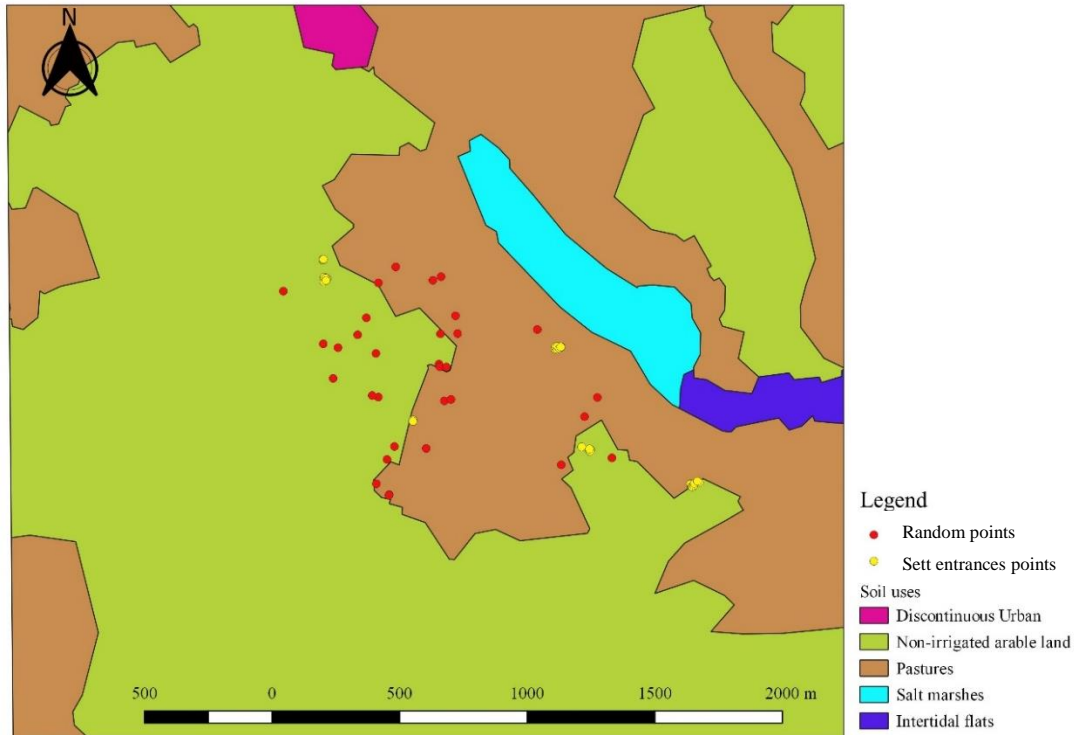 N
500 0 500 1000 1500 2000 m
Legend
Random points
Sett entrances points
Soil uses
Discontinuous Urban
Non-irrigated arable land
Pastures
Salt marshes
Intertidal flats